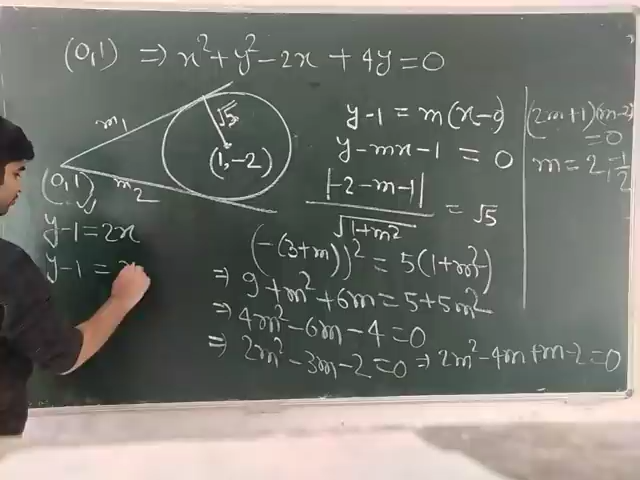 (0,1) ⇒ x² + y² - 2x + 4y = 0
m₁
√5
(1,-2)
(0,1)
m₂
y-1 = 2x
y-1 =
y-1 = m(x-0)
y-mx-1 = 0
|-2-m-1| / √1+m² = √5
(-(3+m))² = 5(1+m²)
⇒ 9+m²+6m = 5+5m²
⇒ 4m²-6m-4=0
⇒ 2m²-3m-2=0 ⇒ 2m²-4m+m-2=0
(2m+1)(m-2)
=0
m = 2, -1/2